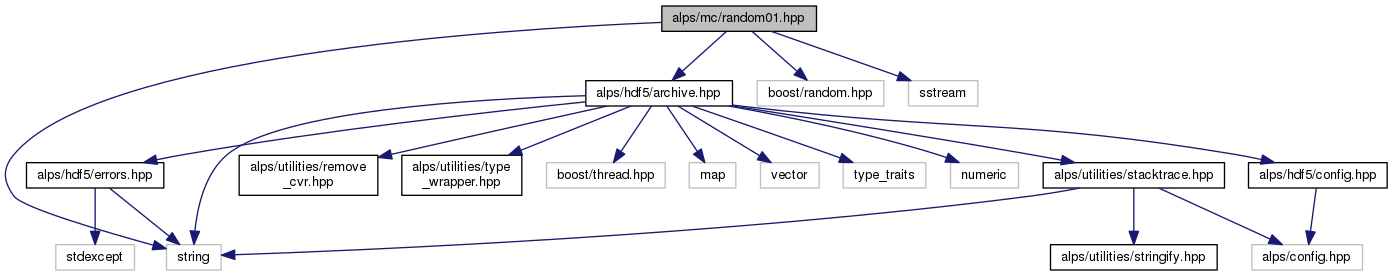 alps/mc/random01.hpp
alps/hdf5/archive.hpp
boost/random.hpp
sstream
alps/hdf5/errors.hpp
alps/utilities/remove
_cvr.hpp
alps/utilities/type
_wrapper.hpp
boost/thread.hpp
map
vector
type_traits
numeric
alps/utilities/stacktrace.hpp
alps/hdf5/config.hpp
stdexcept
string
alps/utilities/stringify.hpp
alps/config.hpp